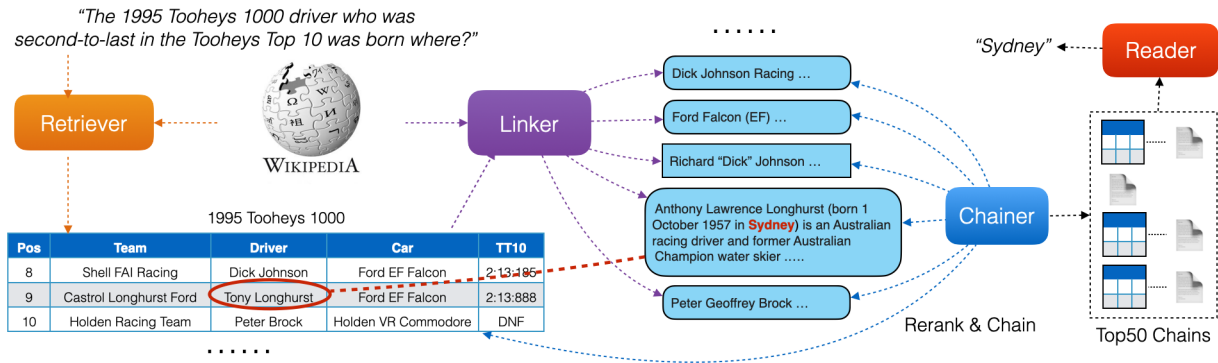 “The 1995 Tooheys 1000 driver who was
second-to-last in the Tooheys Top 10 was born where?”
Retriever
WIKIPEDIA
Linker
1995 Tooheys 1000
Pos Team Driver Car TT10
8 Shell FAI Racing Dick Johnson Ford EF Falcon 2:13:185
9 Castrol Longhurst Ford Tony Longhurst Ford EF Falcon 2:13:888
10 Holden Racing Team Peter Brock Holden VR Commodore DNF
......
......
Dick Johnson Racing ...
Ford Falcon (EF) ...
Richard “Dick” Johnson ...
Anthony Lawrence Longhurst (born 1
October 1957 in Sydney) is an Australian
racing driver and former Australian
Champion water skier .....
Peter Geoffrey Brock ...
Chainer
Rerank & Chain
“Sydney”
Reader
Top50 Chains